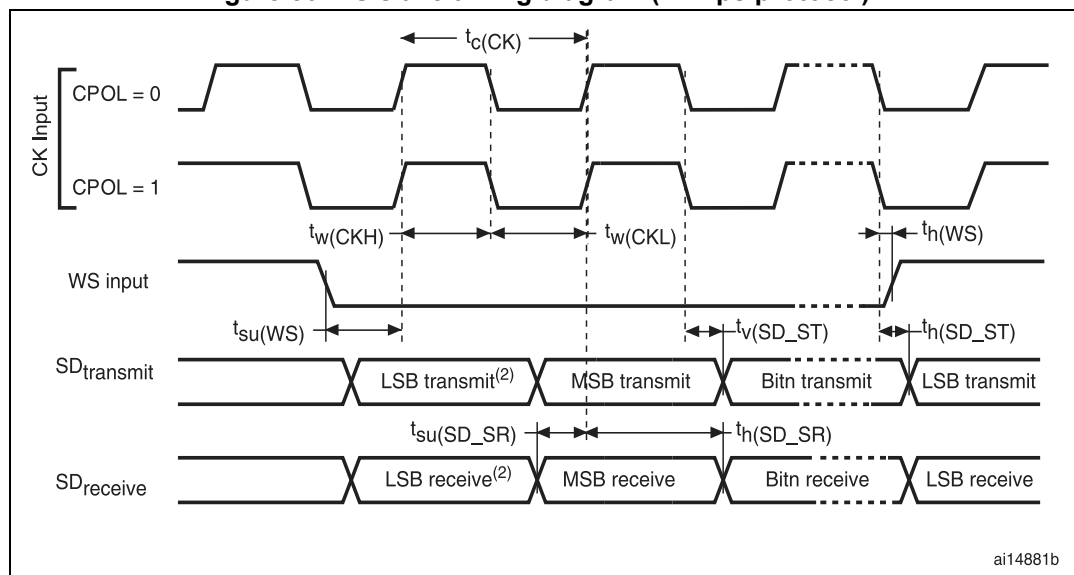 tc(CK)
CK Input
CPOL = 0
CPOL = 1
tw(CKH)
tw(CKL)
th(WS)
WS input
tsu(WS)
tv(SD_ST)
th(SD_ST)
SDtransmit
LSB transmit(2)
MSB transmit
Bitn transmit
LSB transmit
tsu(SD_SR)
th(SD_SR)
SDreceive
LSB receive(2)
MSB receive
Bitn receive
LSB receive
ai14881b